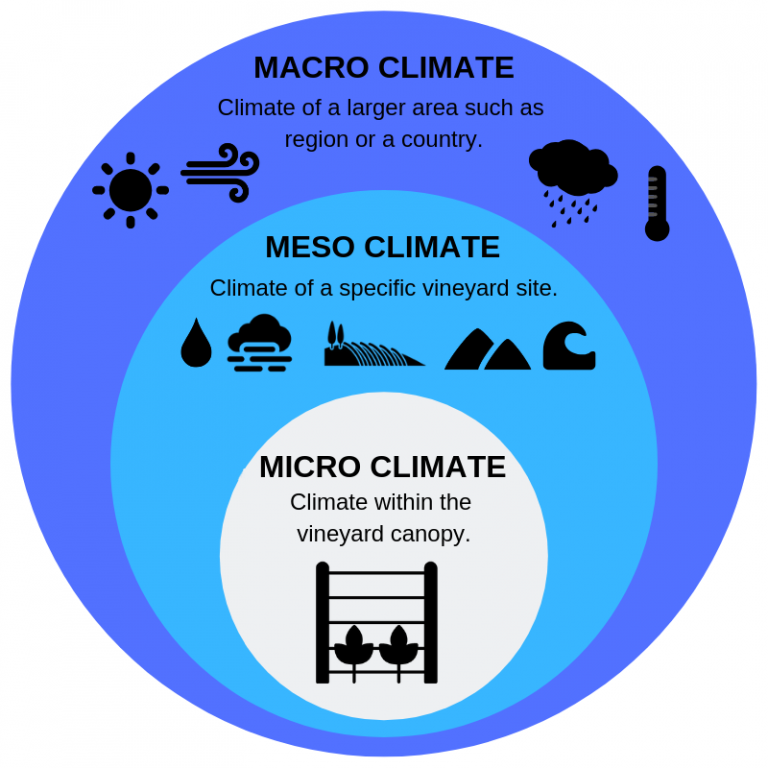 MACRO CLIMATE
Climate of a larger area such as
region or a country.
MESO CLIMATE
Climate of a specific vineyard site.
MICRO CLIMATE
Climate within the
vineyard canopy.